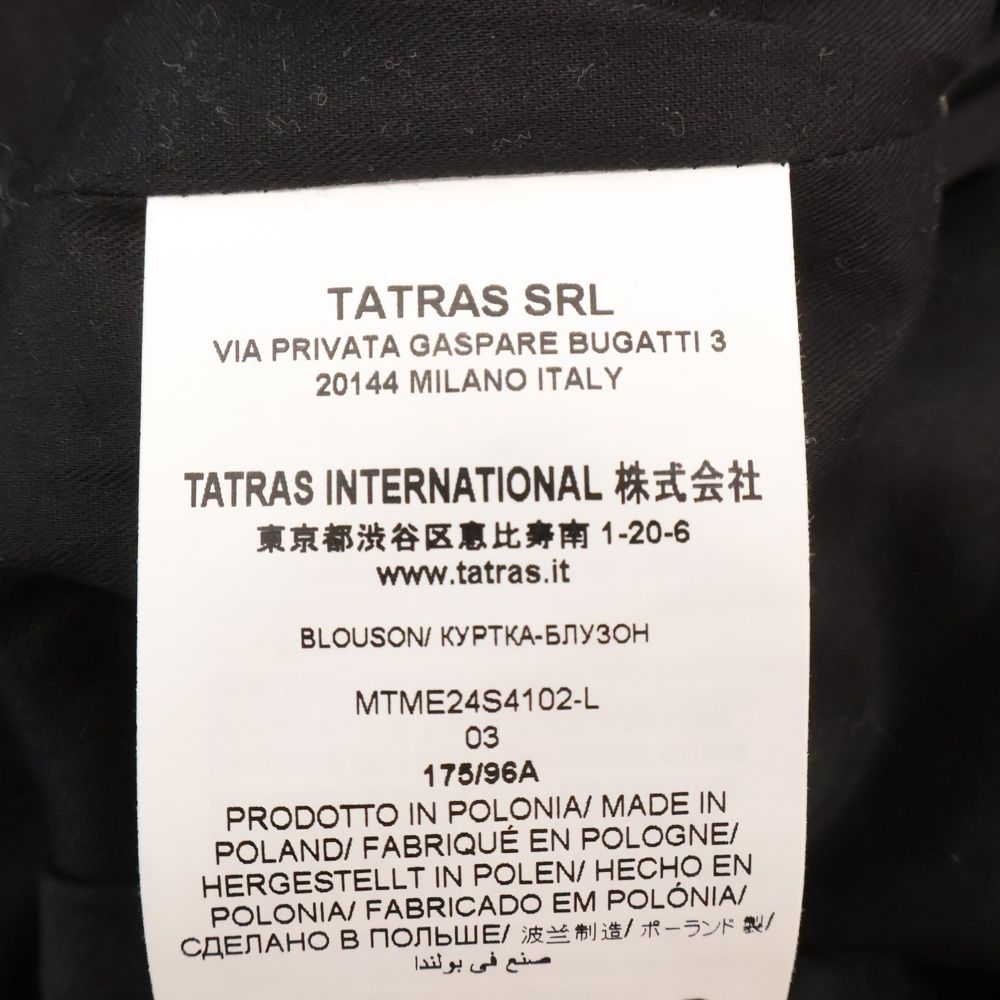 TATRAS SRL
VIA PRIVATA GASPARE BUGATTI 3
20144 MILANO ITALY
TATRAS INTERNATIONAL 株式会社
東京都渋谷区恵比寿南 1-20-6
www.tatras.it
BLOUSON/ КУРТКА-БЛУЗОН
MTME24S4102-L
03
175/96A
PRODOTTO IN POLONIA/ MADE IN
POLAND/ FABRIQUÉ EN POLOGNE/
HERGESTELLT IN POLEN/ HECHO EN
POLONIA/ FABRICADO EM POLÓNIA/
СДЕЛАНО В ПОЛЬШЕ/ 波兰制造/ ポーランド 製/
صنع في بولندا